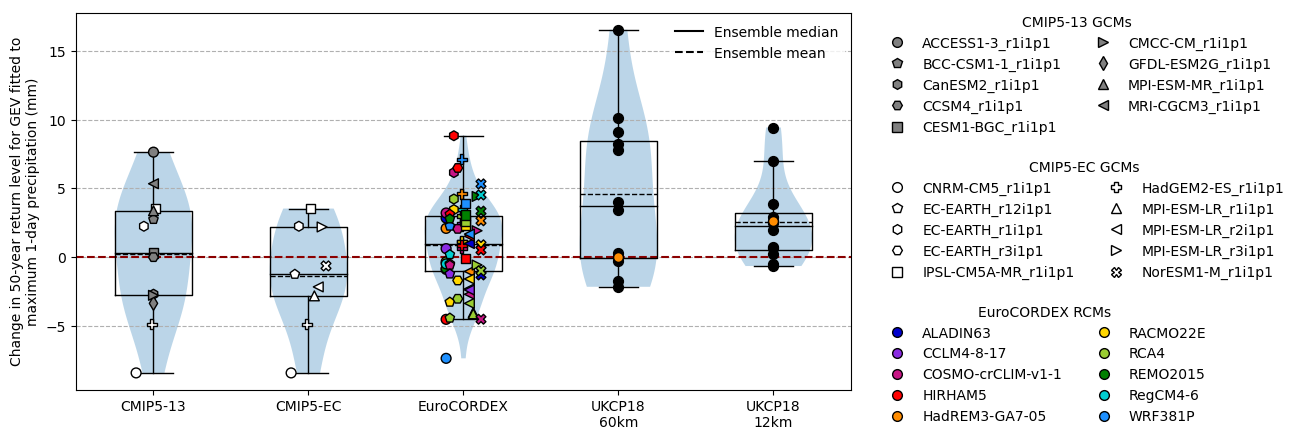 Change in 50-year return level for GEV fitted to
maximum 1-day precipitation (mm)
15
10
5
0
−5
Ensemble median
Ensemble mean
CMIP5-13
CMIP5-EC
EuroCORDEX
UKCP18
60km
UKCP18
12km
CMIP5-13 GCMs
ACCESS1-3_r1i1p1
BCC-CSM1-1_r1i1p1
CanESM2_r1i1p1
CCSM4_r1i1p1
CESM1-BGC_r1i1p1
CMCC-CM_r1i1p1
GFDL-ESM2G_r1i1p1
MPI-ESM-MR_r1i1p1
MRI-CGCM3_r1i1p1
CMIP5-EC GCMs
CNRM-CM5_r1i1p1
EC-EARTH_r12i1p1
EC-EARTH_r1i1p1
EC-EARTH_r3i1p1
IPSL-CM5A-MR_r1i1p1
HadGEM2-ES_r1i1p1
MPI-ESM-LR_r1i1p1
MPI-ESM-LR_r2i1p1
MPI-ESM-LR_r3i1p1
NorESM1-M_r1i1p1
EuroCORDEX RCMs
ALADIN63
CCLM4-8-17
COSMO-crCLIM-v1-1
HIRHAM5
HadREM3-GA7-05
RACMO22E
RCA4
REMO2015
RegCM4-6
WRF381P